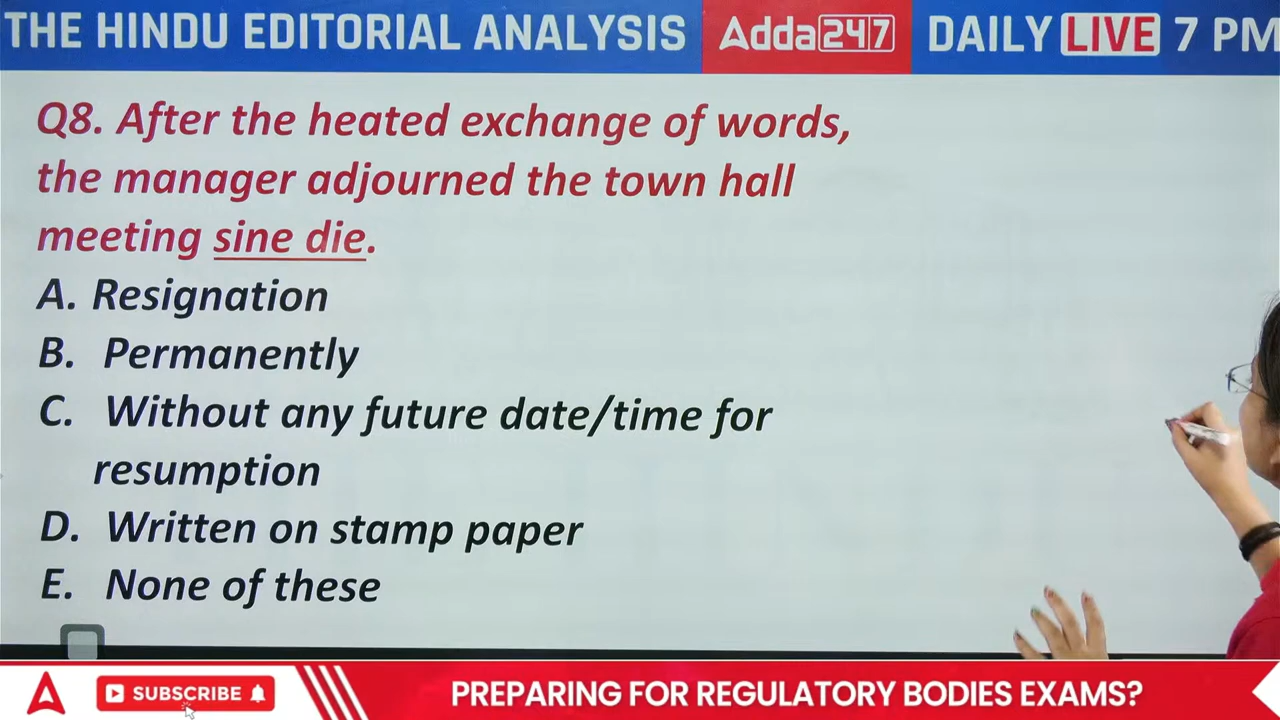 THE HINDU EDITORIAL ANALYSIS Adda247 DAILY LIVE 7 PM
Q8. After the heated exchange of words,
the manager adjourned the town hall
meeting sine die.
A. Resignation
B. Permanently
C. Without any future date/time for
resumption
D. Written on stamp paper
E. None of these
SUBSCRIBE PREPARING FOR REGULATORY BODIES EXAMS?